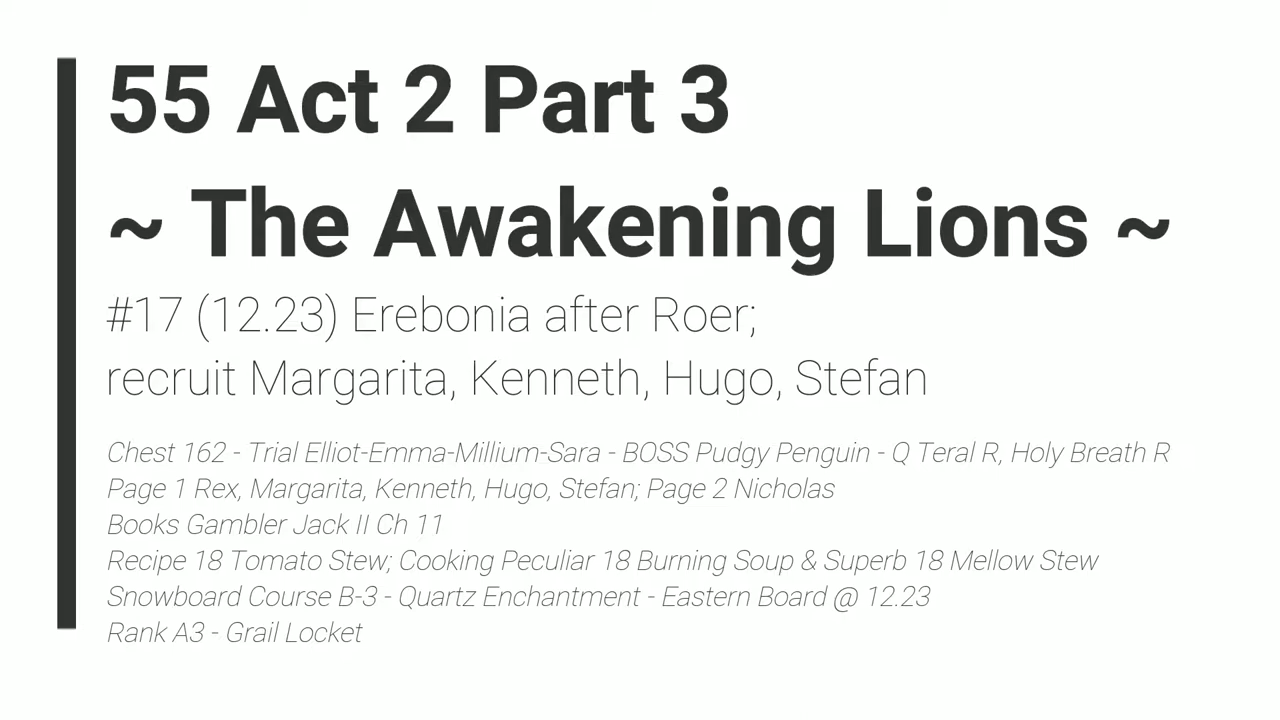 55 Act 2 Part 3
~ The Awakening Lions ~
#17 (12.23) Erebonia after Roer;
recruit Margarita, Kenneth, Hugo, Stefan
Chest 162 - Trial Elliot-Emma-Millium-Sara - BOSS Pudgy Penguin - Q Teral R, Holy Breath R
Page 1 Rex, Margarita, Kenneth, Hugo, Stefan; Page 2 Nicholas
Books Gambler Jack II Ch 11
Recipe 18 Tomato Stew; Cooking Peculiar 18 Burning Soup & Superb 18 Mellow Stew
Snowboard Course B-3 - Quartz Enchantment - Eastern Board @ 12.23
Rank A3 - Grail Locket